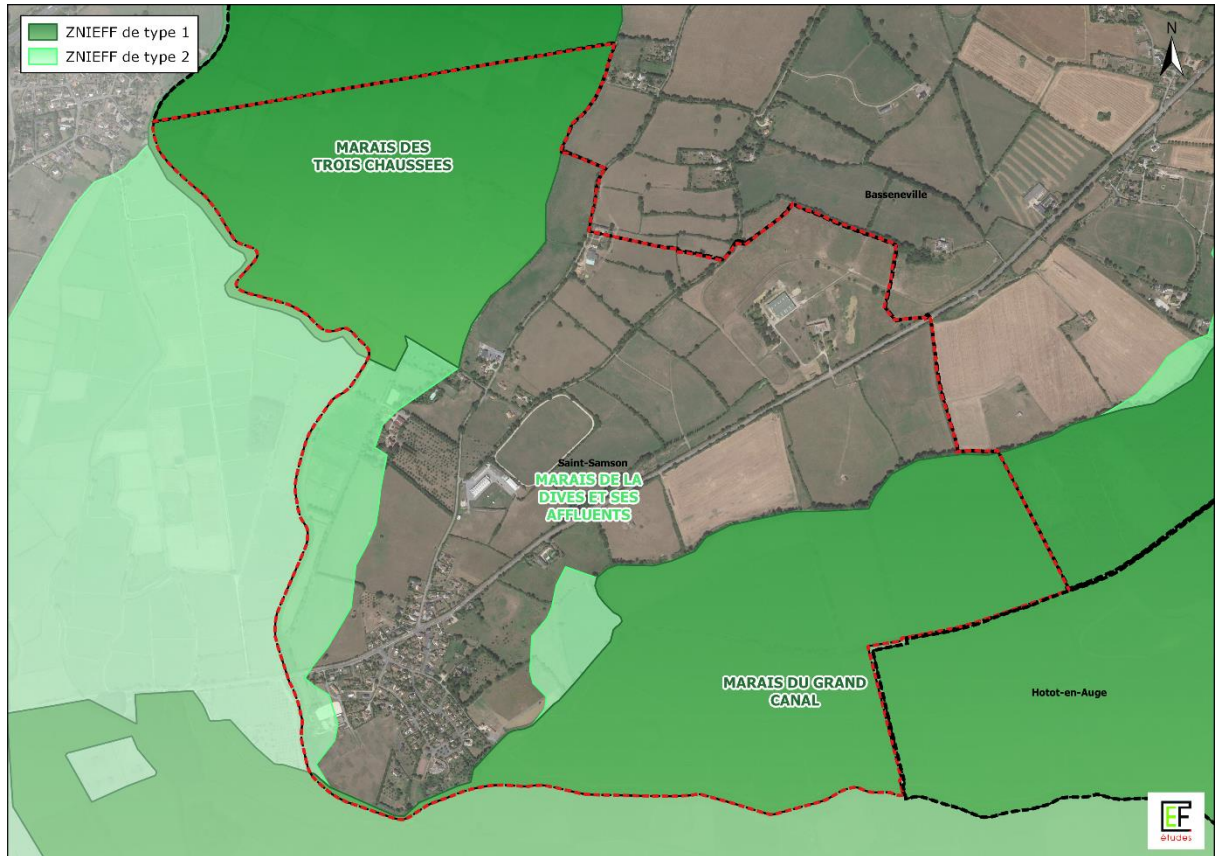 ZNIEFF de type 1
ZNIEFF de type 2
N
MARAIS DES
TROIS CHAUSSEES
Basseneville
Saint-Samson
MARAIS DE LA
DIVES ET SES
AFFLUENTS
MARAIS DU GRAND
CANAL
Hotot-en-Auge
CEF
études